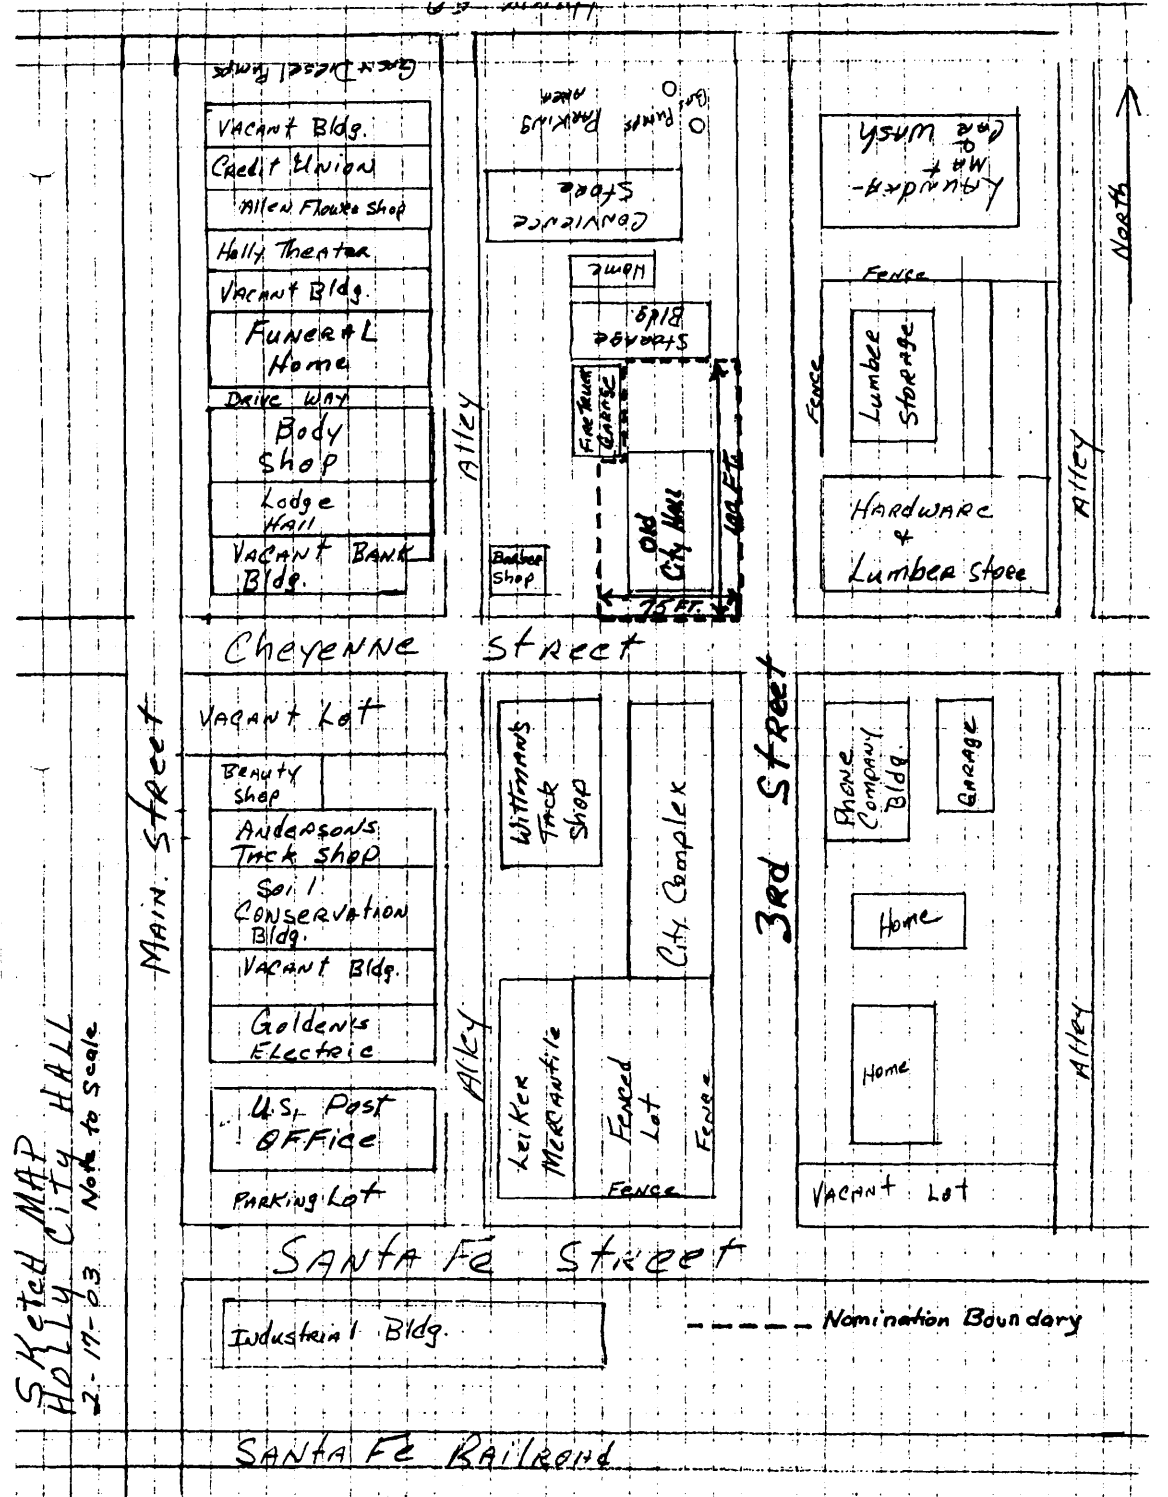 Gas & Diesel Pumps
VACANT Bldg.
Credit UNION
Allen Flower Shop
Holly Theater
VACANT Bldg.
FUNERAL
Home
DRIVE WAY
Body
Shop
Lodge
HALL
VACANT BANK
Bldg.
Alley
PARKING
AREA
Gas
Pumps
CONVIENCE
Store
Home
Storage
Bldg.
Fire Truck
GARAGE
Old
City HALL
100 FT.
75 FT.
Barber
Shop
LAUNDRA-
MAT
&
CAR WASH
Fence
Fence
Lumber
STORAGE
HARDWARE
&
Lumber Store
Alley
NORTH
Cheyenne Street
MAIN. Street
3RD Street
VACANT Lot
Beauty
Shop
ANDERSONS
TACK Shop
Soil
CONSERVATION
Bldg.
VACANT Bldg.
Goldens
Electric
U.S. Post
OFFice
PARKING Lot
Alley
Wittman's
TACK
Shop
City Complex
Leiker
MERCANTILE
Fenced
Lot
Fence
Fence
PHONE
Company
Bldg.
GARAGE
Home
Home
VACANT Lot
Alley
SANTA Fe Street
Industrial Bldg.
Nomination Boundary
SANTA Fe RAILROAD
SKetch MAP
HOLLY City HALL
2-17-03 Note to Scale